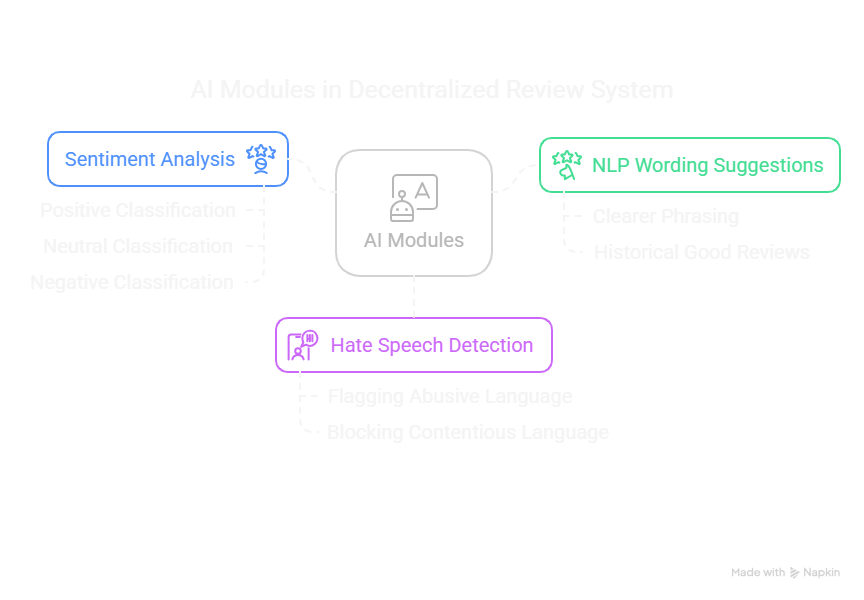 AI Modules in Decentralized Review System
Sentiment Analysis
Positive Classification
Neutral Classification
Negative Classification
AI Modules
NLP Wording Suggestions
Clearer Phrasing
Historical Good Reviews
Hate Speech Detection
Flagging Abusive Language
Blocking Contentious Language
Made with Napkin